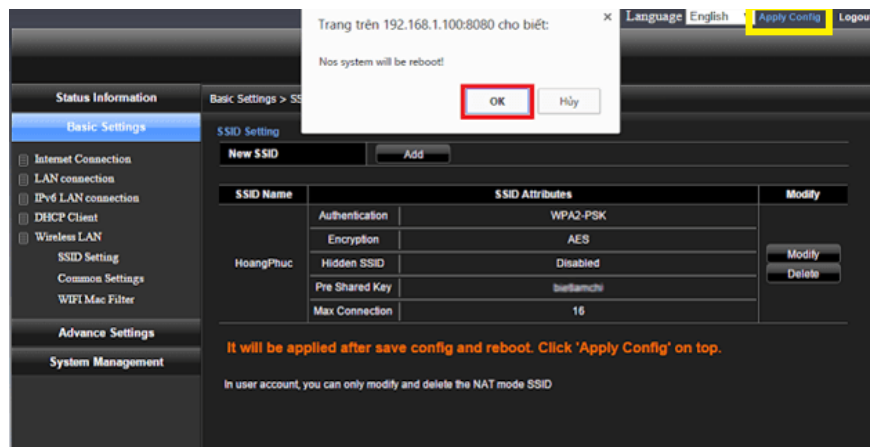 Language English Apply Config Logou
Trang trên 192.168.1.100:8080 cho biết:
×
Nos system will be reboot!
OK Hủy
Status Information
Basic Settings
Internet Connection
LAN connection
IPv6 LAN connection
DHCP Client
Wireless LAN
SSID Setting
Common Settings
WIFI Mac Filter
Advance Settings
System Management
Basic Settings > SS
SSID Setting
New SSID Add
SSID Name SSID Attributes Modify
HoangPhuc
Authentication WPA2-PSK
Encryption AES
Hidden SSID Disabled
Pre Shared Key
Max Connection 16
Modify
Delete
It will be applied after save config and reboot. Click 'Apply Config' on top.
In user account, you can only modify and delete the NAT mode SSID